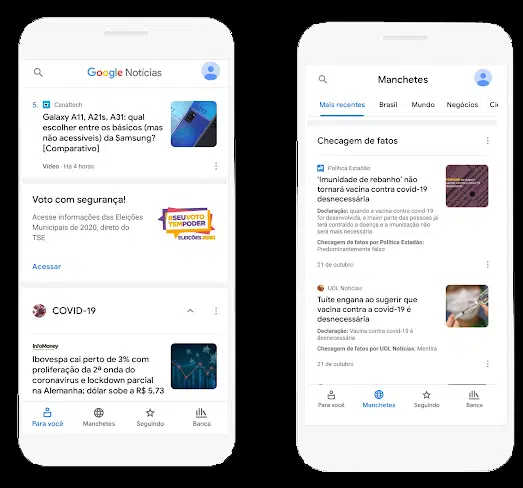 Google Notícias
5. Canaltech
Galaxy A11, A21s, A31: qual
escolher entre os básicos (mas
não acessíveis) da Samsung?
[Comparativo]
Vídeo · Há 4 horas
Voto com segurança!
Acesse informações das Eleições
Municipais de 2020, direto do
TSE
#SEUVOTO
TEMPODER
ELEIÇÕES 2020
Acessar
COVID-19
InfoMoney
Ibovespa cai perto de 3% com
proliferação da 2ª onda do
coronavírus e lockdown parcial
na Alemanha; dólar sobe a R$ 5,73
Para você
Manchetes
Seguindo
Banca
Manchetes
Mais recentes
Brasil
Mundo
Negócios
Checagem de fatos
Política Estadão
'Imunidade de rebanho' não
tornará vacina contra covid-19
desnecessária
Declaração: quando a vacina contra covid-19
for desenvolvida, a maior parte das pessoas já
terá contraído a doença e a imunização não
será mais necessária
Checagem de fatos por Política Estadão:
Predominantemente falso
21 de outubro
UOL Notícias
Tuíte engana ao sugerir que
vacina contra a covid-19 é
desnecessária
Declaração: Vacina contra covid-19 é
desnecessária
Checagem de fatos por UOL Notícias: Mentira
21 de outubro
Para você
Manchetes
Seguindo
Banca